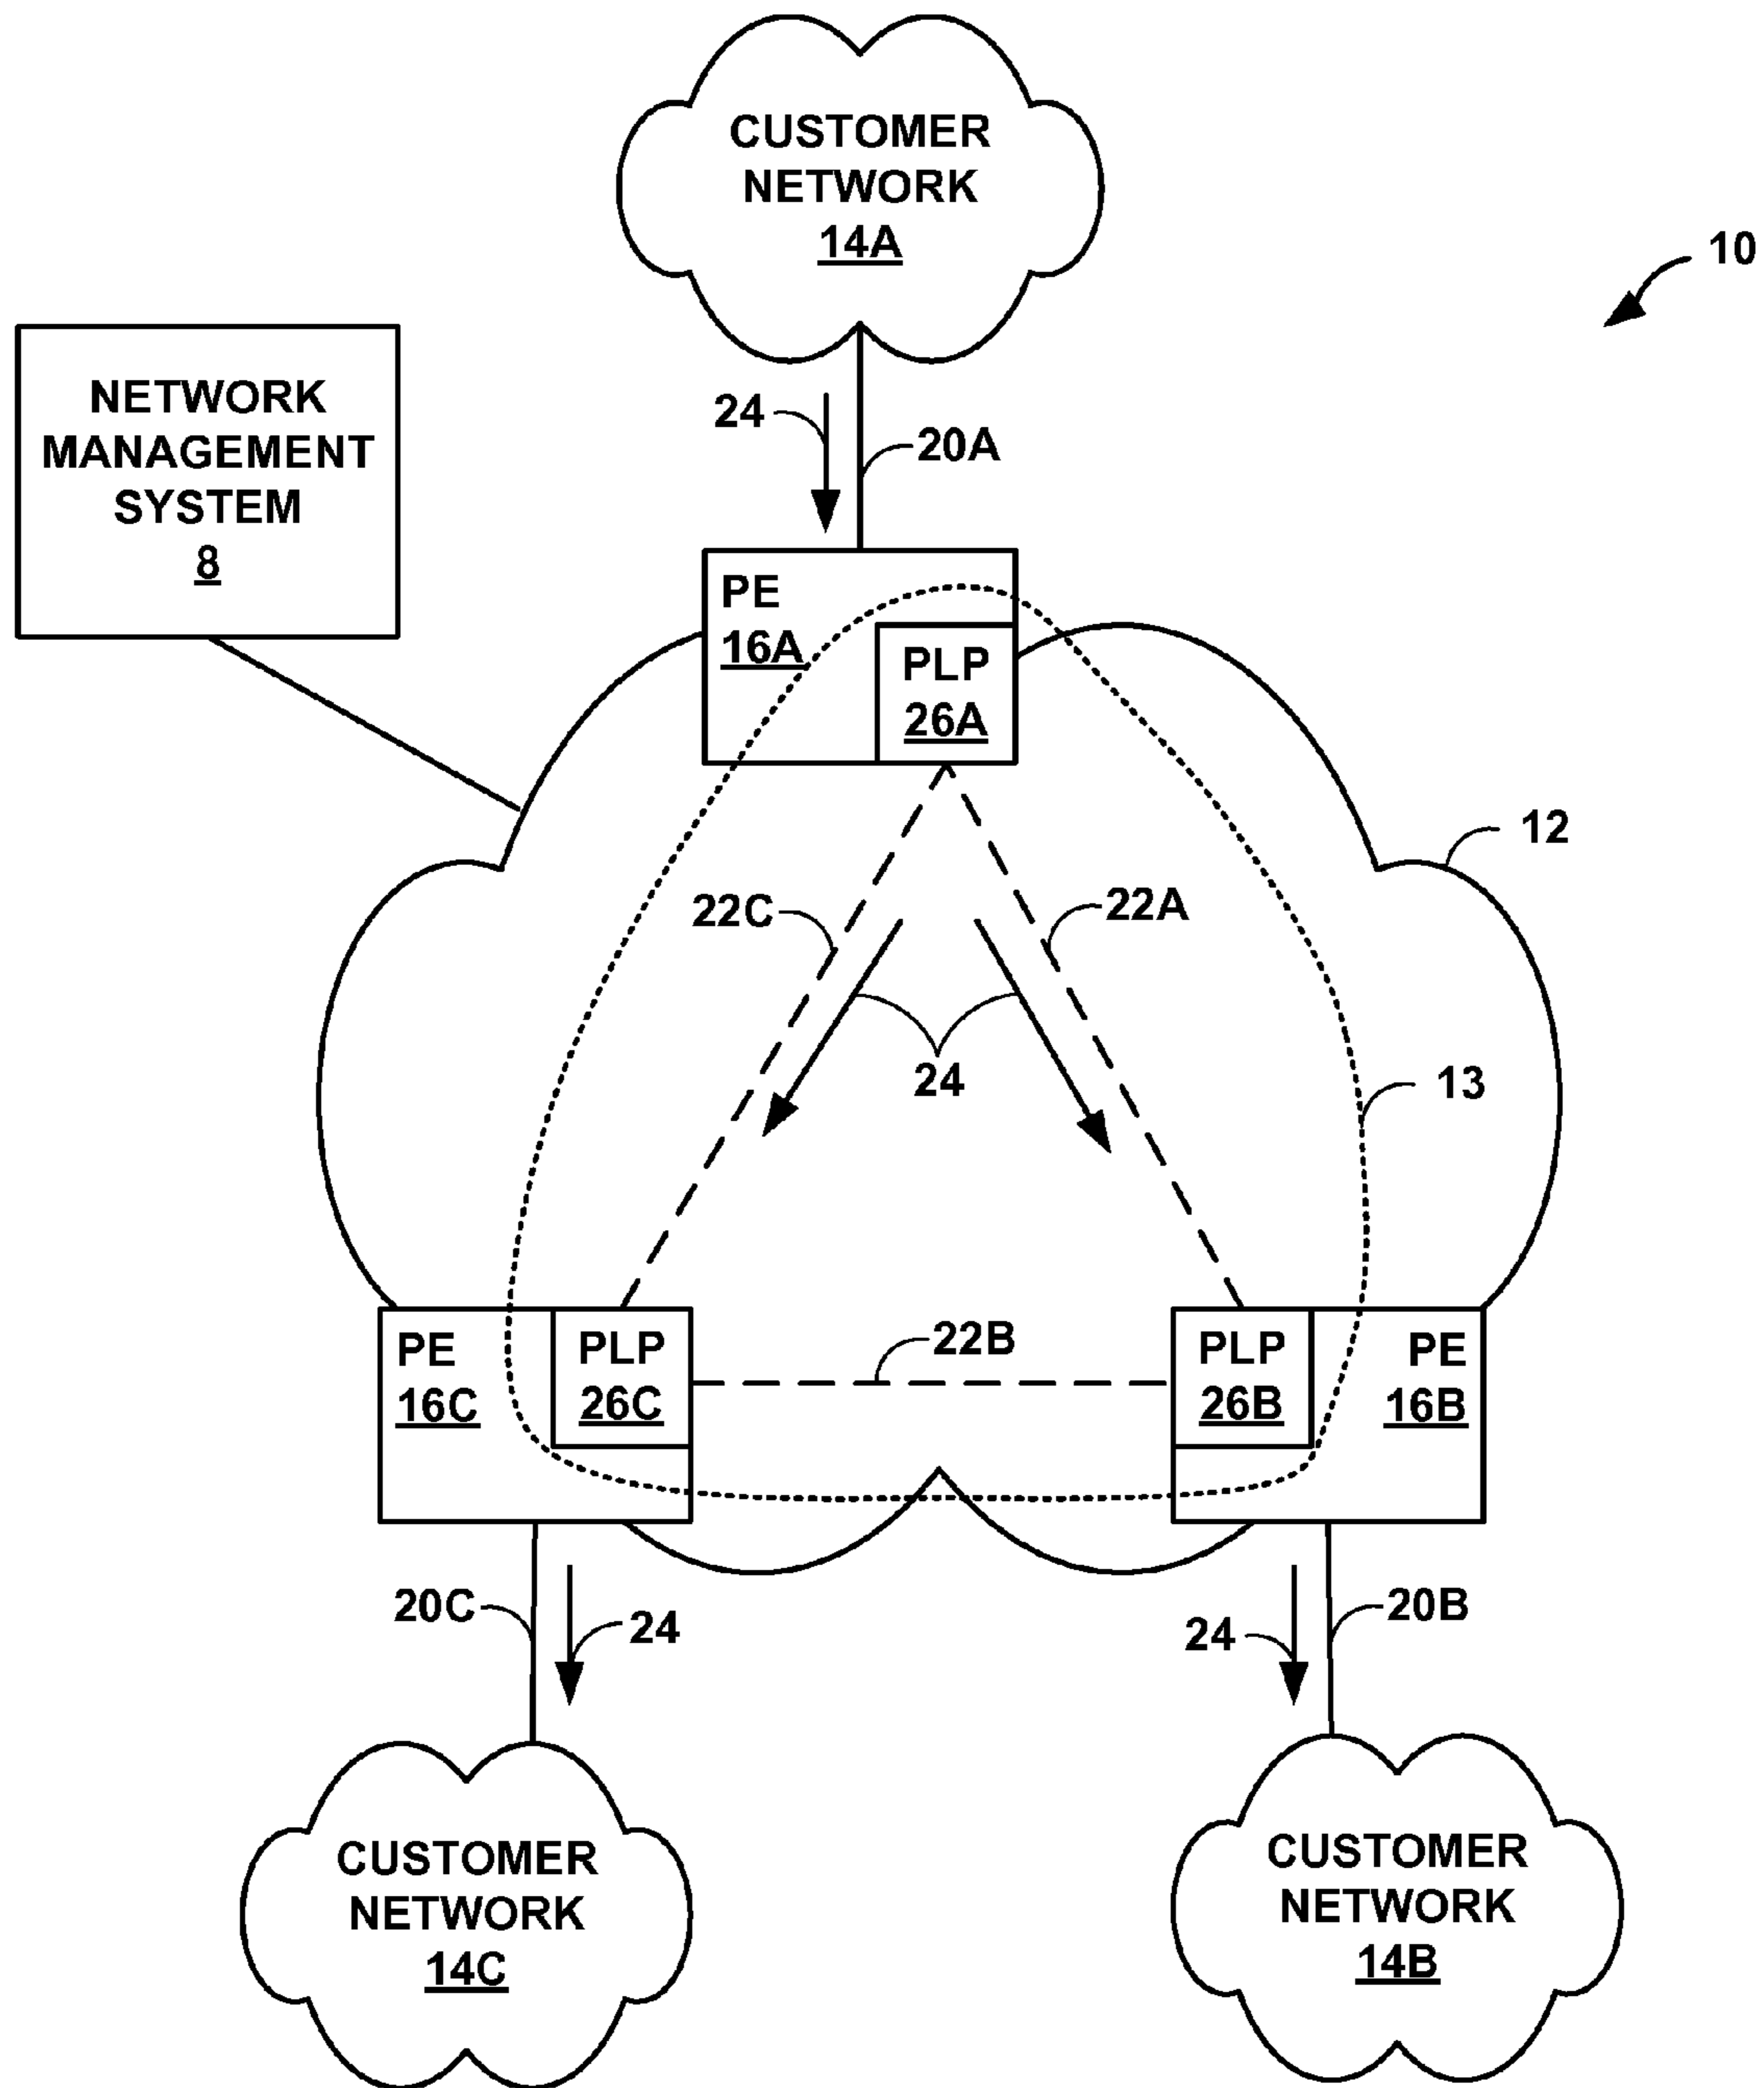 CUSTOMER
NETWORK
14A
10
NETWORK
MANAGEMENT
SYSTEM
8
24
20A
PE
16A
PLP
26A
12
22C
22A
24
13
PE
16C
PLP
26C
22B
PLP
26B
PE
16B
20C
24
24
20B
CUSTOMER
NETWORK
14C
CUSTOMER
NETWORK
14B